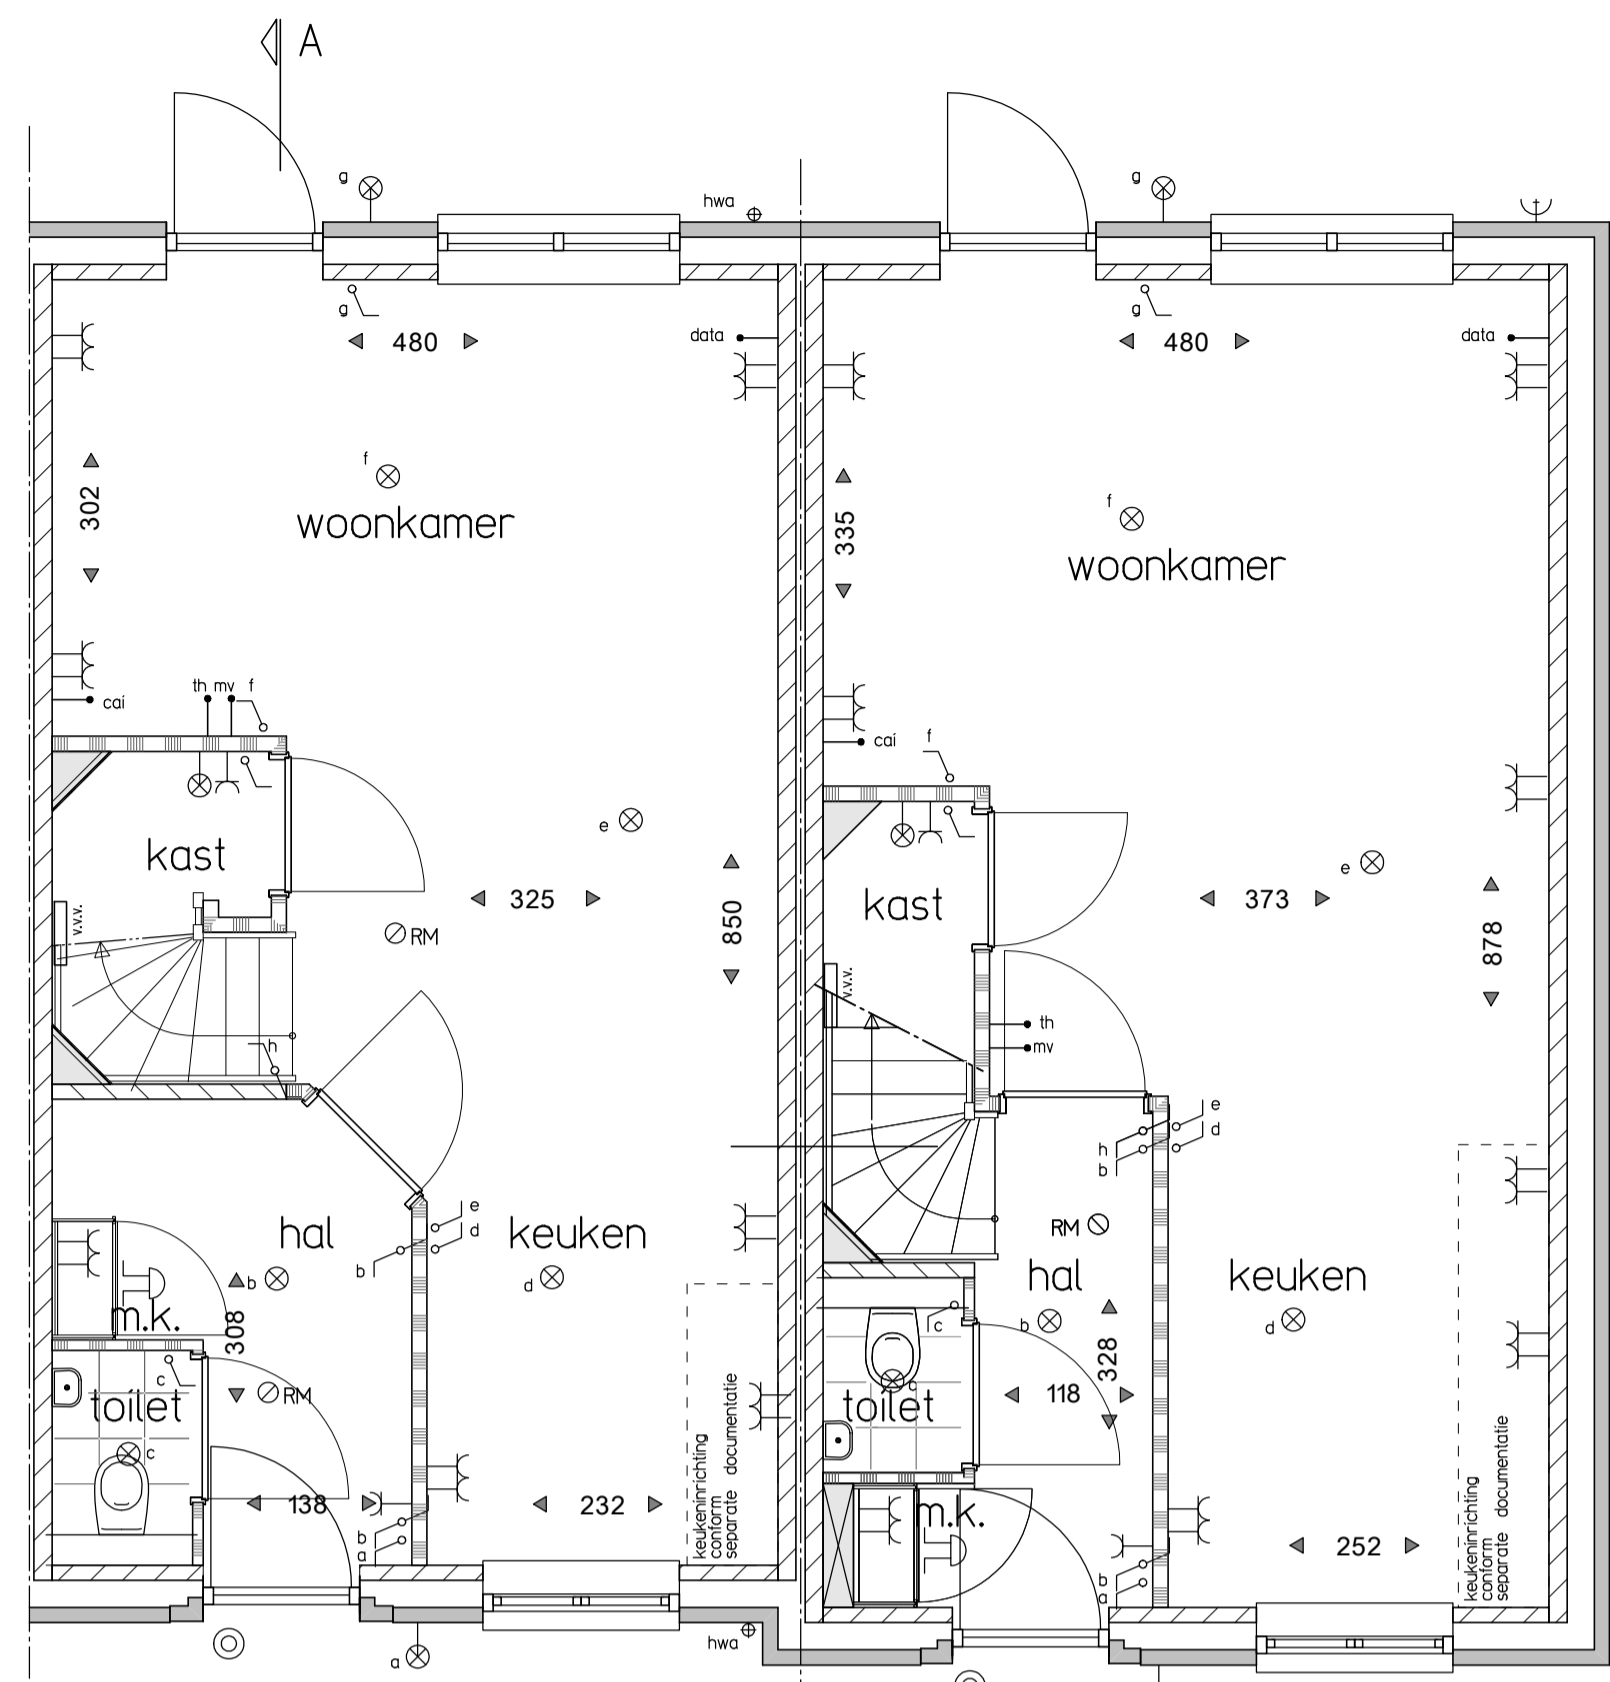 A
g
g
hwa
g
g
data
data
480
480
f
302
woonkamer
f
335
woonkamer
th mv f
cai
cai
f
kast
e
kast
e
v.v.v.
325
850
RM
373
878
v.v.v.
h
th
mv
e
d
h
b
hal
e
d
b
keuken
b
d
m.k.
308
RM
hal
b
c
328
keuken
d
c
toilet
c
RM
c
toilet
118
138
b
a
232
keukeninrichting
conform
separate documentatie
m.k.
b
a
252
keukeninrichting
conform
separate documentatie
a
hwa